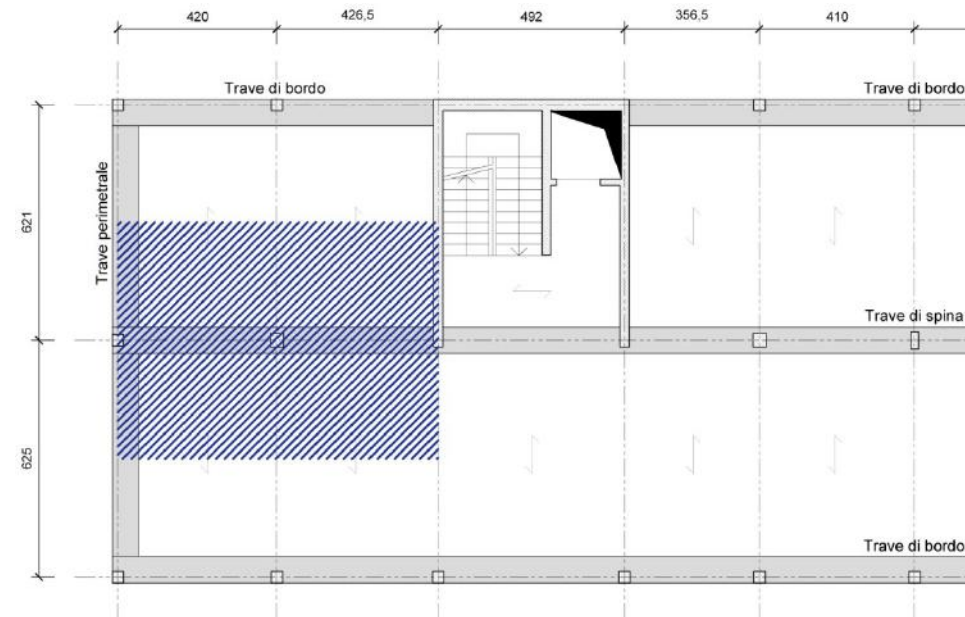 420 426,5 492 356,5 410
Trave di bordo Trave di bordo
Trave perimetrale
621
Trave di spina
625
Trave di bordo